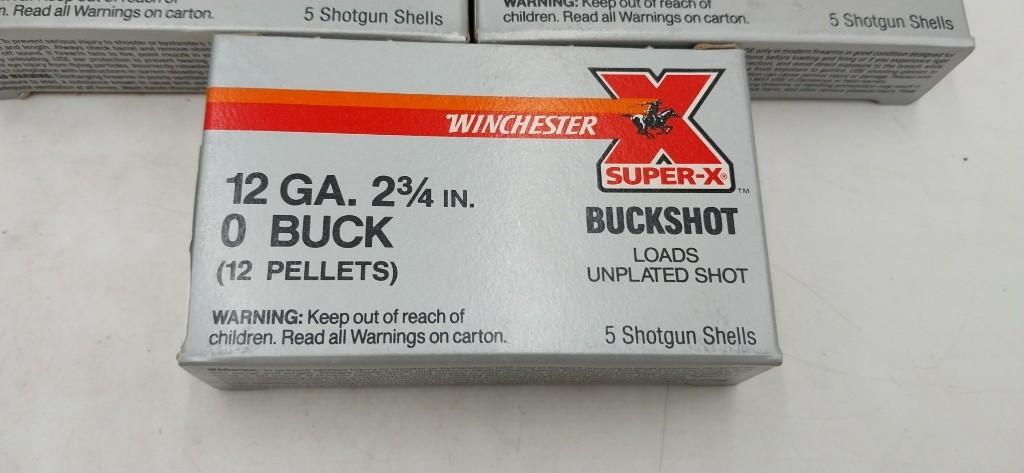 n. Read all Warnings on carton.
5 Shotgun Shells
WARNING: Keep out of reach of
children. Read all Warnings on carton.
5 Shotgun Shells
WINCHESTER
X
SUPER-X®
TM
12 GA. 2¾ IN.
0 BUCK
(12 PELLETS)
BUCKSHOT
LOADS
UNPLATED SHOT
WARNING: Keep out of reach of
children. Read all Warnings on carton.
5 Shotgun Shells